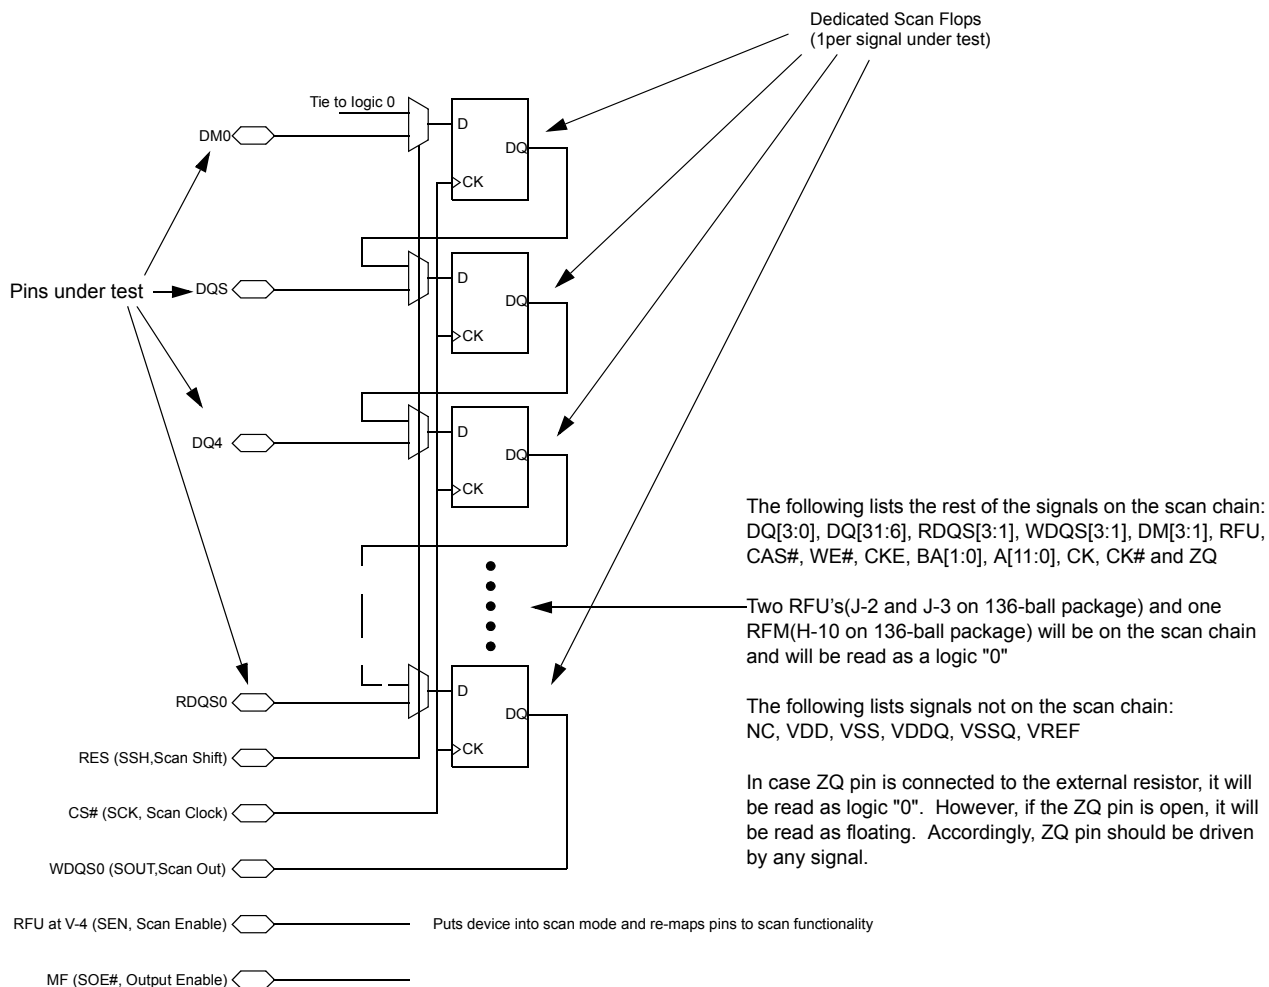 Dedicated Scan Flops
(1per signal under test)
Tie to logic 0
D
DM0
DQ
CK
D
Pins under test
DQS
DQ
CK
D
DQ4
DQ
CK
The following lists the rest of the signals on the scan chain:
DQ[3:0], DQ[31:6], RDQS[3:1], WDQS[3:1], DM[3:1], RFU,
CAS#, WE#, CKE, BA[1:0], A[11:0], CK, CK# and ZQ
Two RFU's(J-2 and J-3 on 136-ball package) and one
RFM(H-10 on 136-ball package) will be on the scan chain
and will be read as a logic "0"
The following lists signals not on the scan chain:
NC, VDD, VSS, VDDQ, VSSQ, VREF
In case ZQ pin is connected to the external resistor, it will
be read as logic "0". However, if the ZQ pin is open, it will
be read as floating. Accordingly, ZQ pin should be driven
by any signal.
D
RDQS0
DQ
CK
RES (SSH,Scan Shift)
CS# (SCK, Scan Clock)
WDQS0 (SOUT,Scan Out)
RFU at V-4 (SEN, Scan Enable)
Puts device into scan mode and re-maps pins to scan functionality
MF (SOE#, Output Enable)